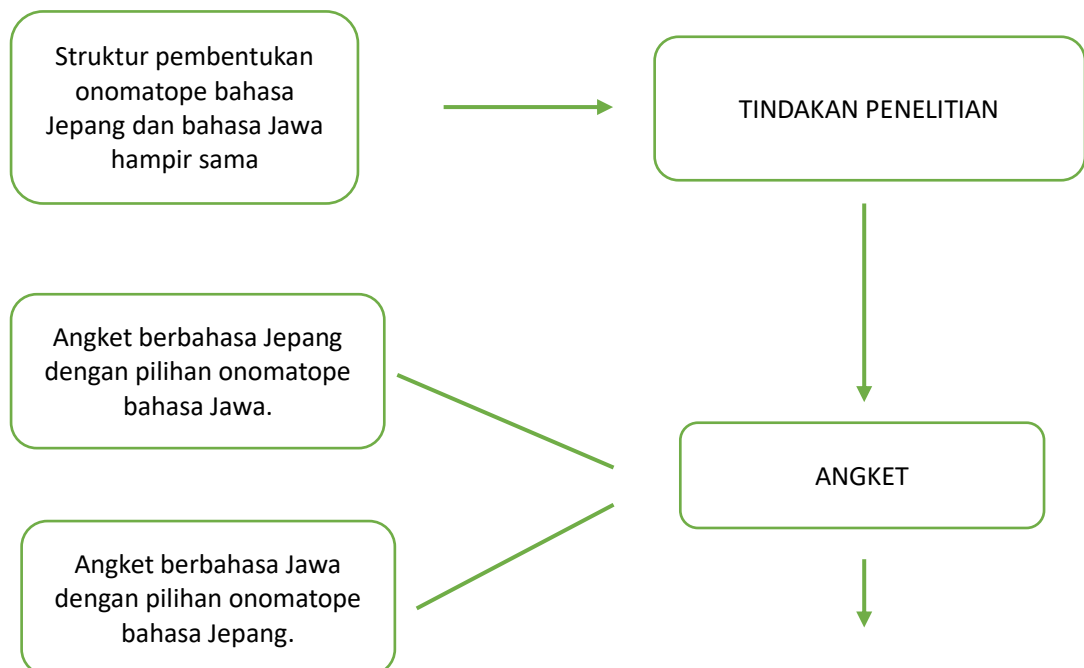 Struktur pembentukan
onomatope bahasa
Jepang dan bahasa Jawa
hampir sama
TINDAKAN PENELITIAN
Angket berbahasa Jepang
dengan pilihan onomatope
bahasa Jawa.
ANGKET
Angket berbahasa Jawa
dengan pilihan onomatope
bahasa Jepang.